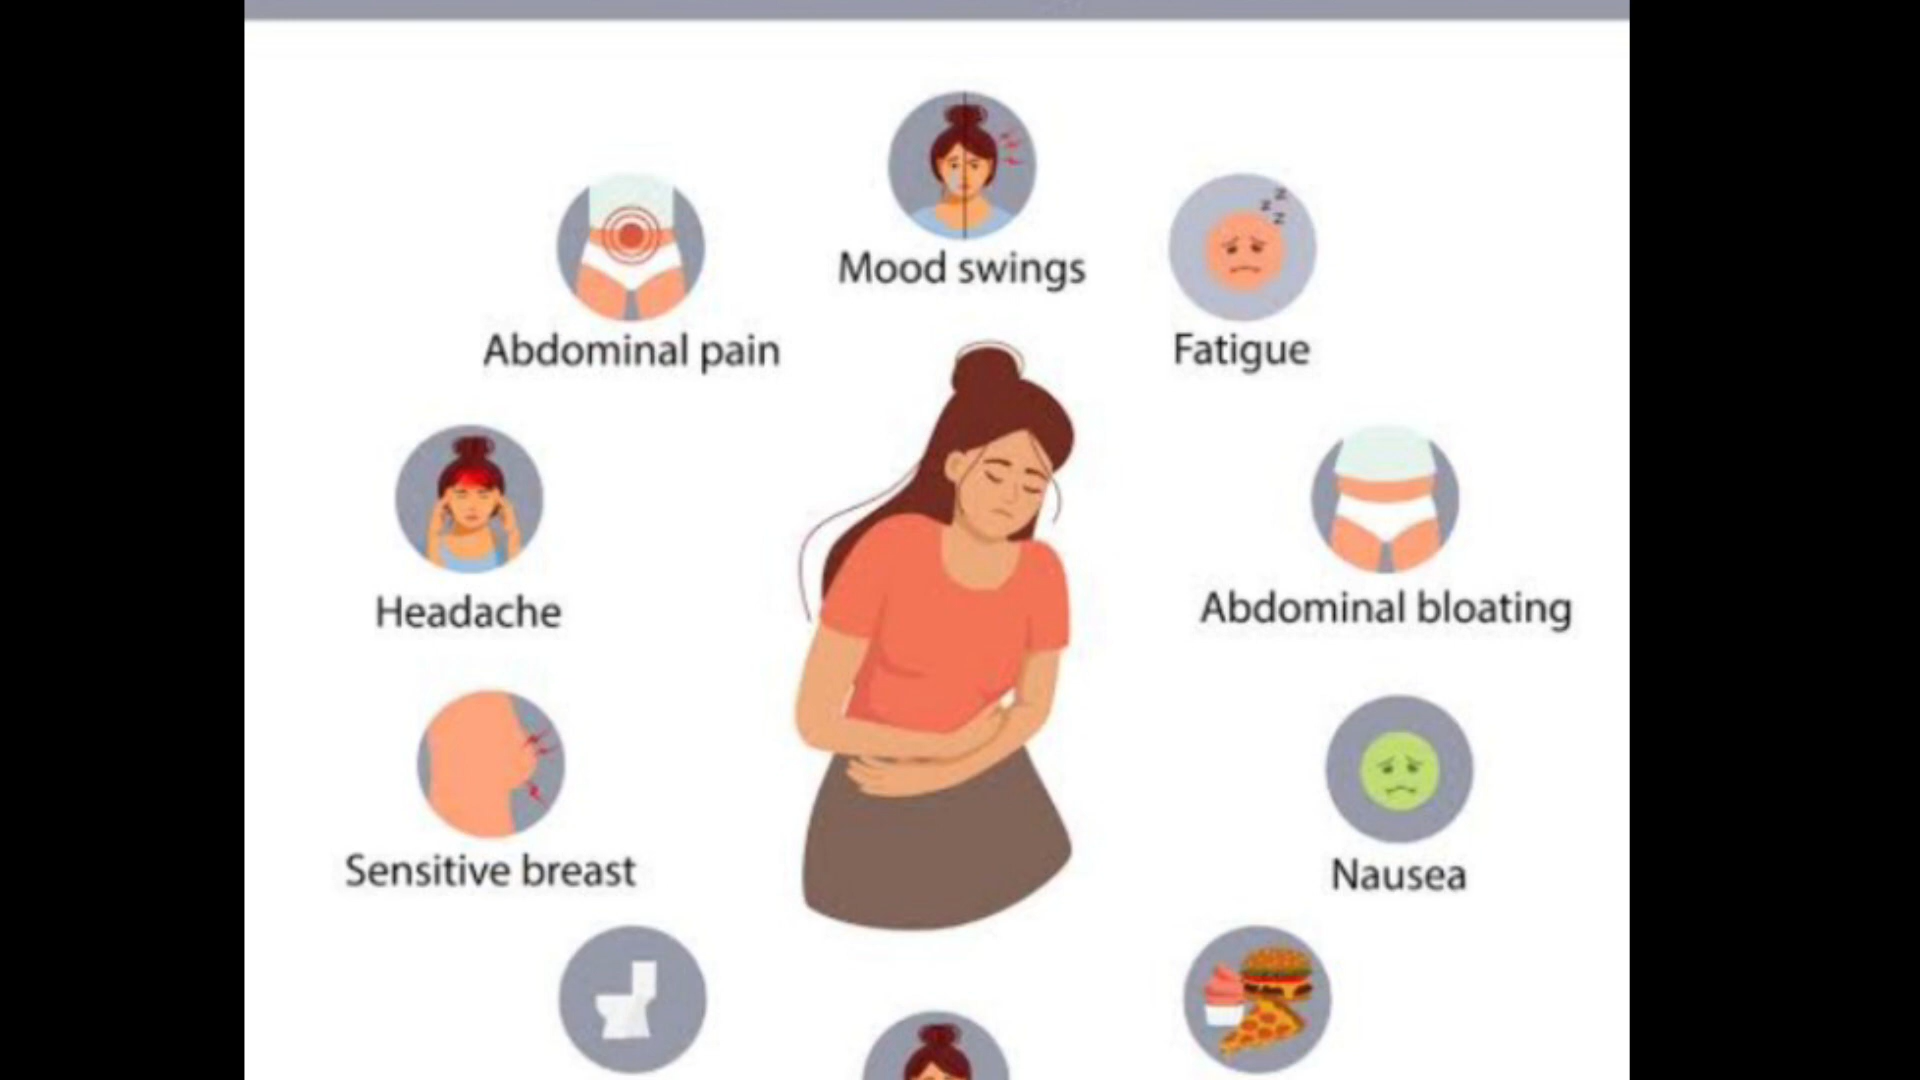 Mood swings
Abdominal pain
Fatigue
Headache
Abdominal bloating
Sensitive breast
Nausea
z
z
z